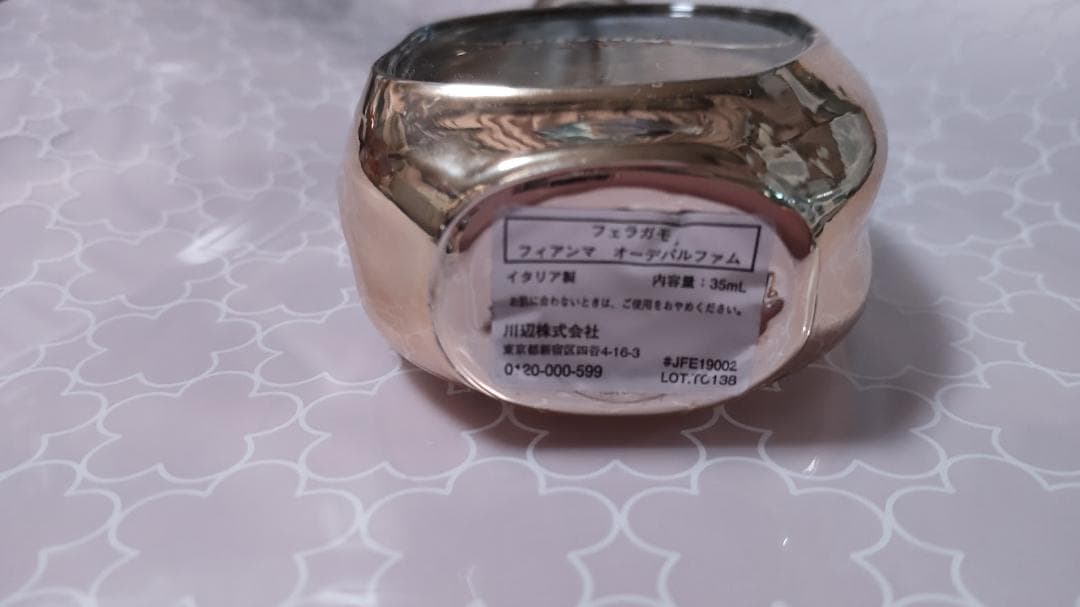 フェラガモ
フィアンマ　オーデパルファム
イタリア製　内容量：35mL
お肌に合わないときは、ご使用をおやめください。
川辺株式会社
東京都新宿区四谷4-16-3
0120-000-599
#JFE19002
LOT.